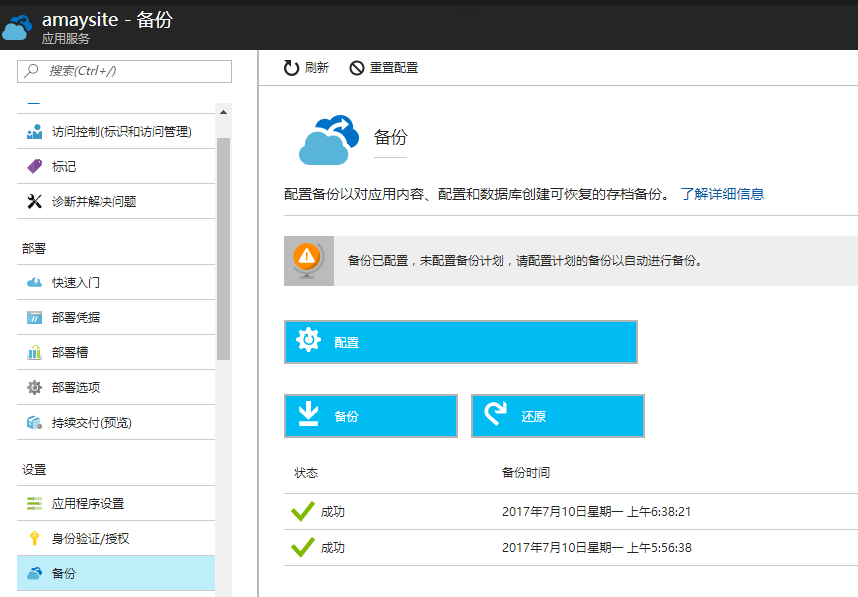 amaysite - 备份
应用服务
搜索(Ctrl+/)
访问控制(标识和访问管理)
标记
诊断并解决问题
部署
快速入门
部署凭据
部署槽
部署选项
持续交付(预览)
设置
应用程序设置
身份验证/授权
备份
刷新 重置配置
备份
配置备份以对应用内容、配置和数据库创建可恢复的存档备份。 了解详细信息
备份已配置，未配置备份计划，请配置计划的备份以自动进行备份。
配置
备份 还原
状态 备份时间
成功 2017年7月10日星期一 上午6:38:21
成功 2017年7月10日星期一 上午5:56:38